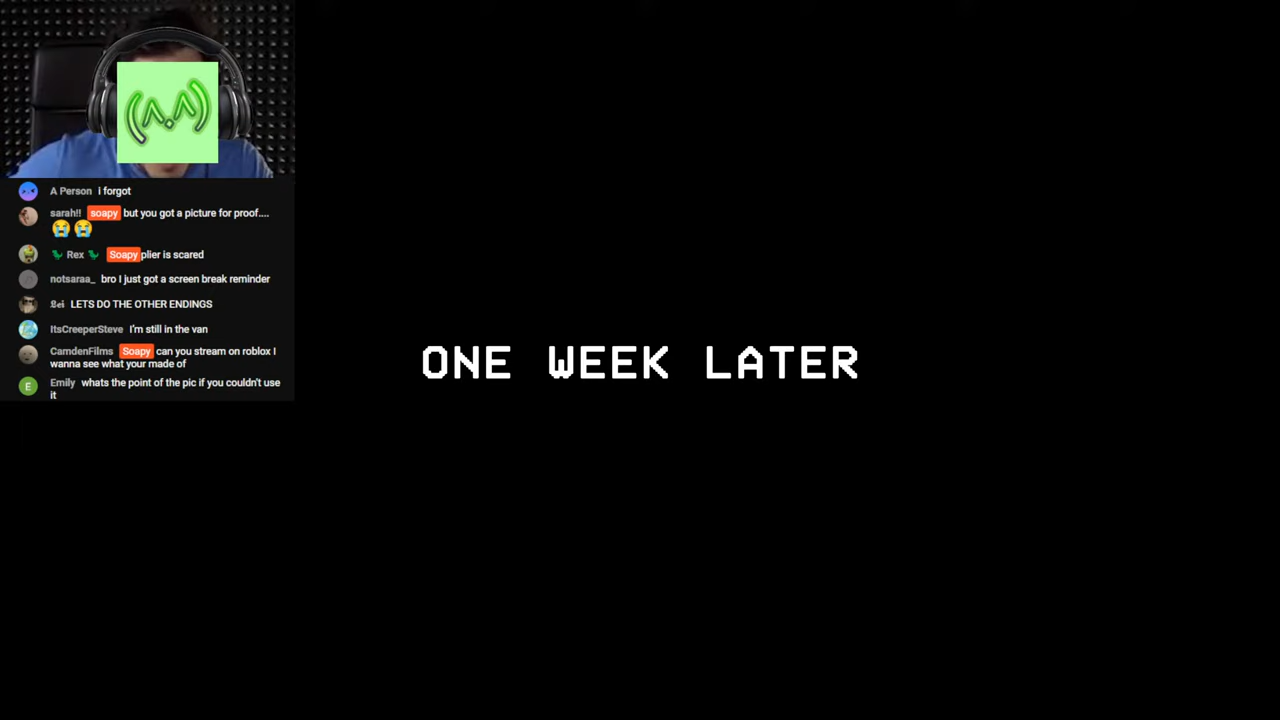 (^.^)
A Person i forgot
sarah!! soapy but you got a picture for proof....
Rex Soapy plier is scared
notsaraa_ bro I just got a screen break reminder
𝕷𝖊𝖎 LETS DO THE OTHER ENDINGS
ItsCreeperSteve I'm still in the van
CamdenFilms Soapy can you stream on roblox I
wanna see what your made of
E Emily whats the point of the pic if you couldn't use
it
ONE WEEK LATER